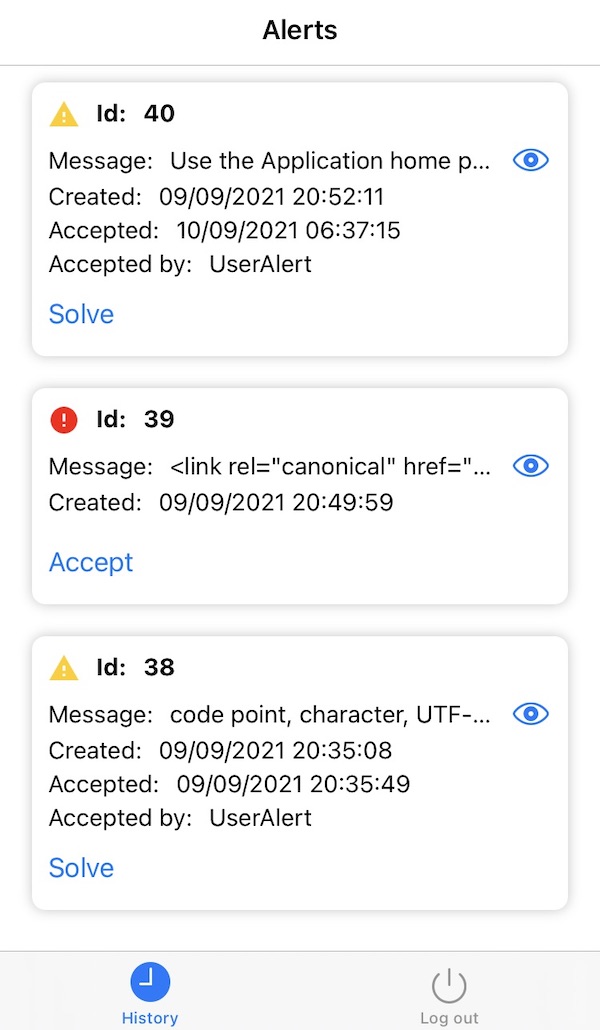 Alerts
Id: 40
Message: Use the Application home p...
Created: 09/09/2021 20:52:11
Accepted: 10/09/2021 06:37:15
Accepted by: UserAlert
Solve
Id: 39
Message: <link rel="canonical" href="...
Created: 09/09/2021 20:49:59
Accept
Id: 38
Message: code point, character, UTF-...
Created: 09/09/2021 20:35:08
Accepted: 09/09/2021 20:35:49
Accepted by: UserAlert
Solve
History
Log out